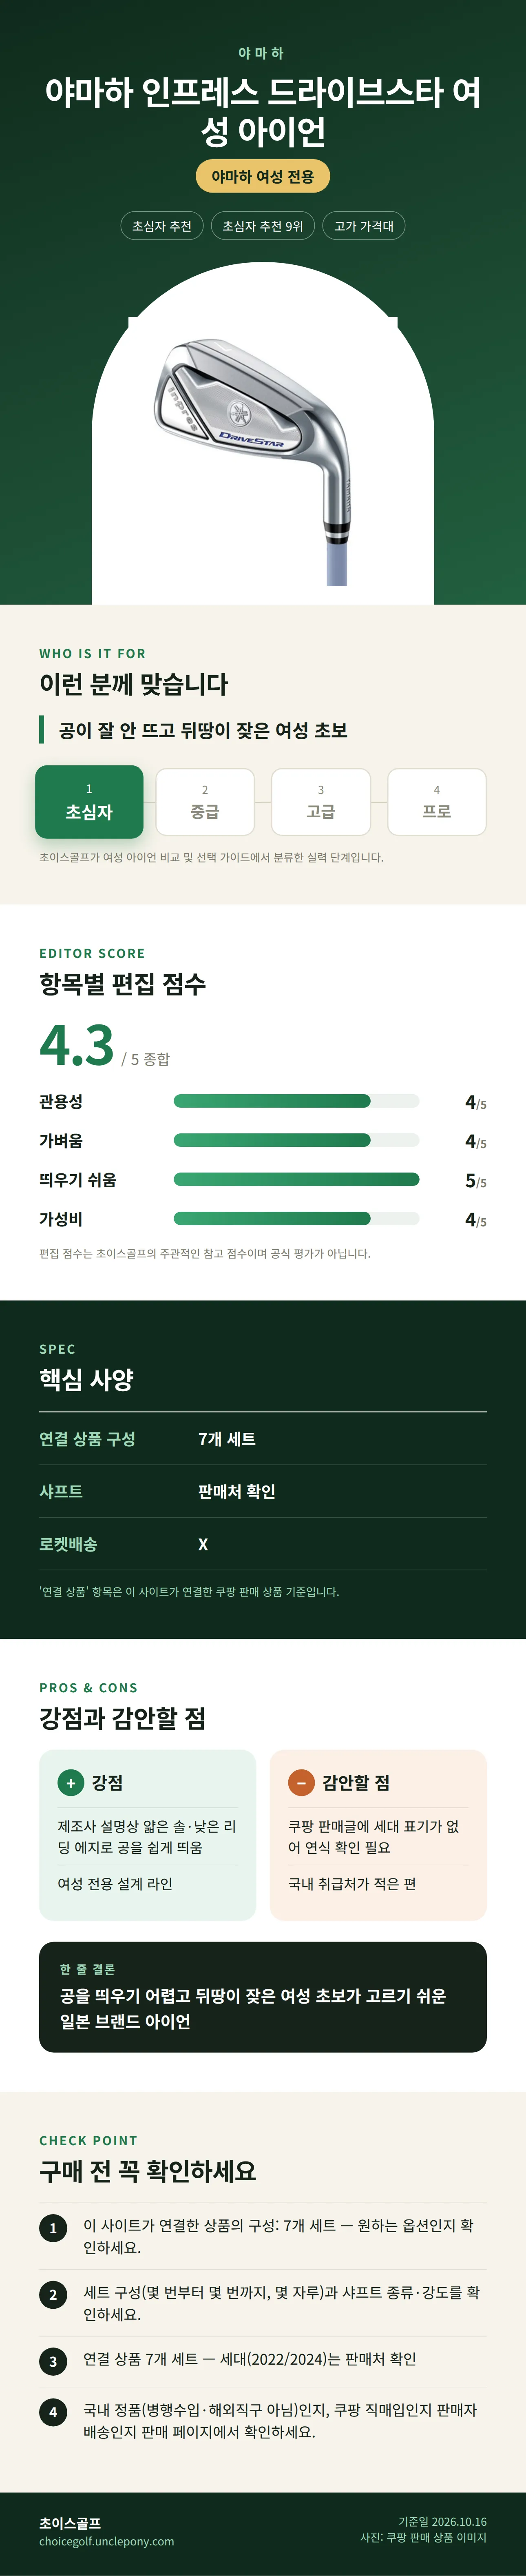 야마하
야마하 인프레스 드라이브스타 여
성 아이언
야마하 여성 전용
초심자 추천
초심자 추천 9위
고가 가격대
inpres
DRIVESTAR
WHO IS IT FOR
이런 분께 맞습니다
공이 잘 안 뜨고 뒤땅이 잦은 여성 초보
1
초심자
2
중급
3
고급
4
프로
초이스골프가 여성 아이언 비교 및 선택 가이드에서 분류한 실력 단계입니다.
EDITOR SCORE
항목별 편집 점수
4.3 / 5 종합
관용성 4/5
가벼움 4/5
띄우기 쉬움 5/5
가성비 4/5
편집 점수는 초이스골프의 주관적인 참고 점수이며 공식 평가가 아닙니다.
SPEC
핵심 사양
연결 상품 구성 7개 세트
샤프트 판매처 확인
로켓배송 X
'연결 상품' 항목은 이 사이트가 연결한 쿠팡 판매 상품 기준입니다.
PROS & CONS
강점과 감안할 점
+ 강점
제조사 설명상 얇은 솔·낮은 리
딩 에지로 공을 쉽게 띄움
여성 전용 설계 라인
− 감안할 점
쿠팡 판매글에 세대 표기가 없
어 연식 확인 필요
국내 취급처가 적은 편
한 줄 결론
공을 띄우기 어렵고 뒤땅이 잦은 여성 초보가 고르기 쉬운
일본 브랜드 아이언
CHECK POINT
구매 전 꼭 확인하세요
1 이 사이트가 연결한 상품의 구성: 7개 세트 — 원하는 옵션인지 확
인하세요.
2 세트 구성(몇 번부터 몇 번까지, 몇 자루)과 샤프트 종류·강도를 확
인하세요.
3 연결 상품 7개 세트 — 세대(2022/2024)는 판매처 확인
4 국내 정품(병행수입·해외직구 아님)인지, 쿠팡 직매입인지 판매자
배송인지 판매 페이지에서 확인하세요.
초이스골프
choicegolf.unclepony.com
기준일 2026.10.16
사진: 쿠팡 판매 상품 이미지